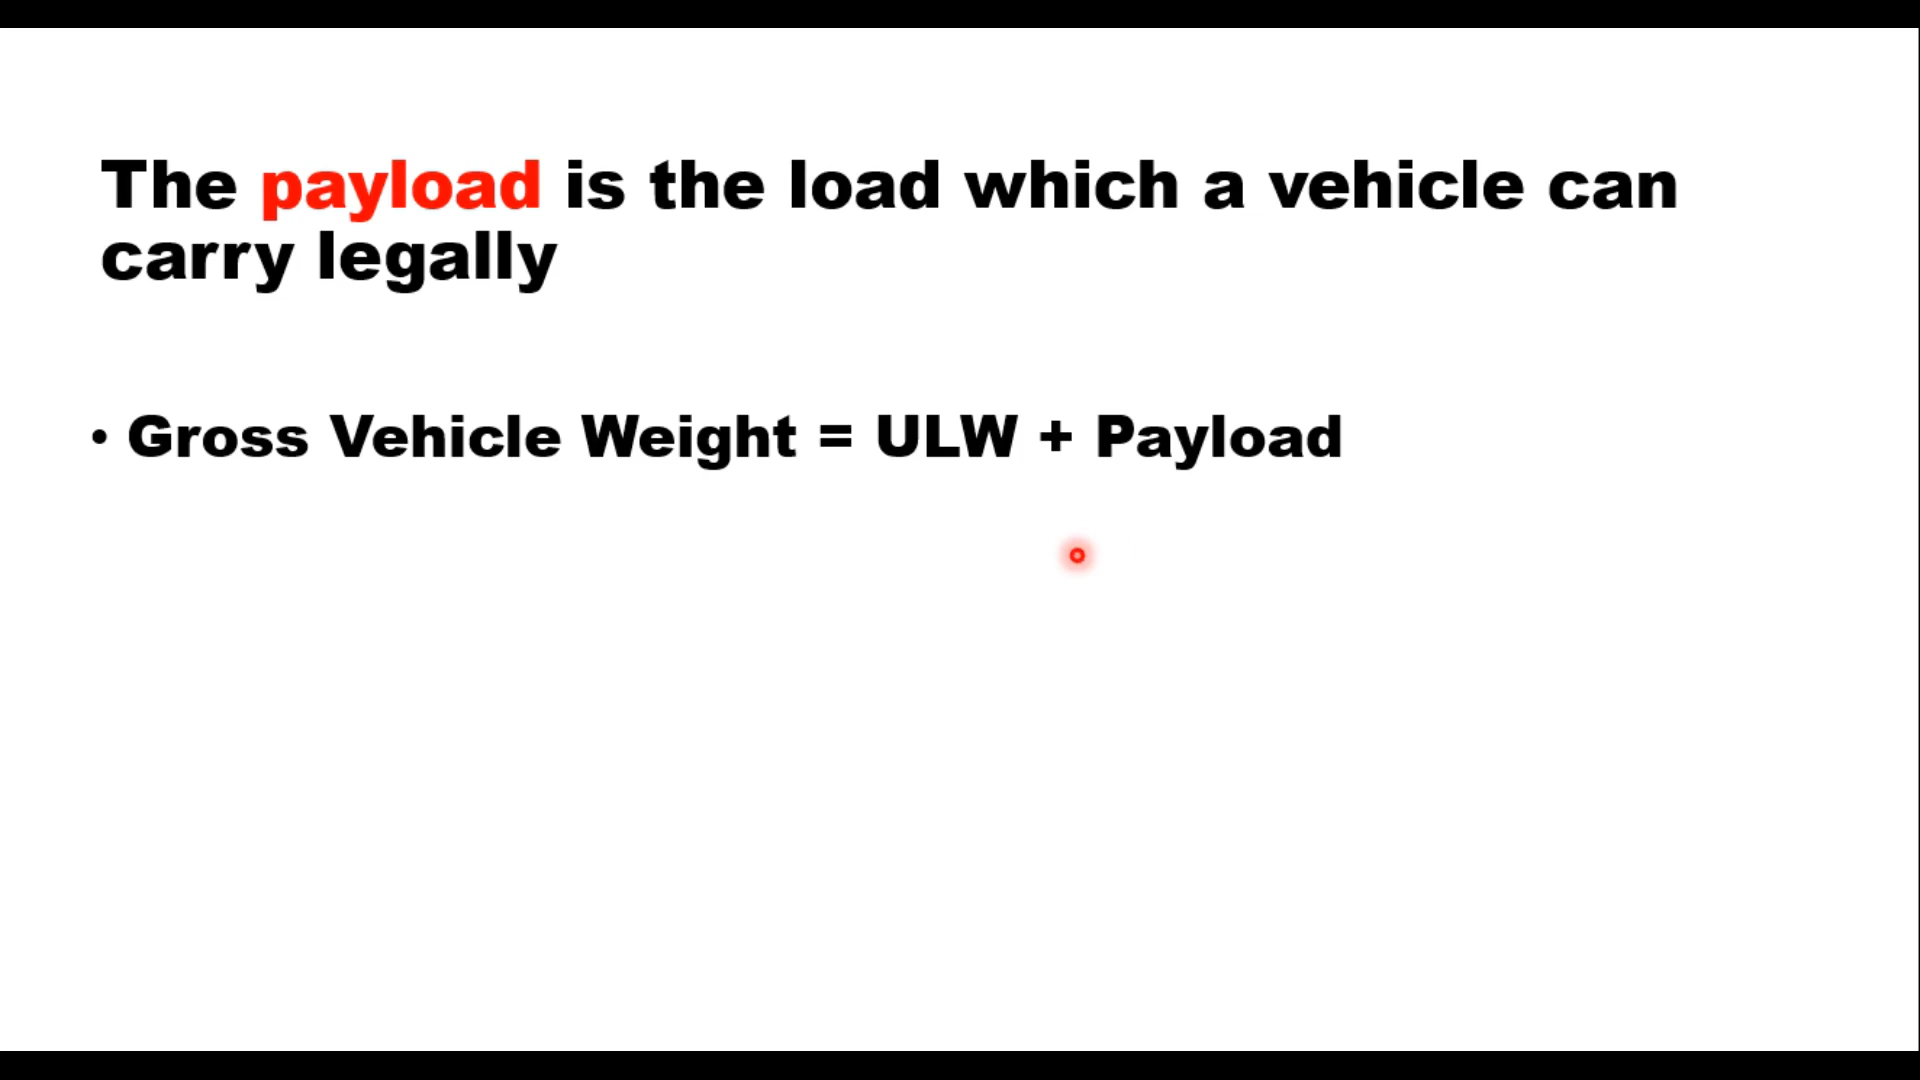 The payload is the load which a vehicle can
carry legally
• Gross Vehicle Weight = ULW + Payload